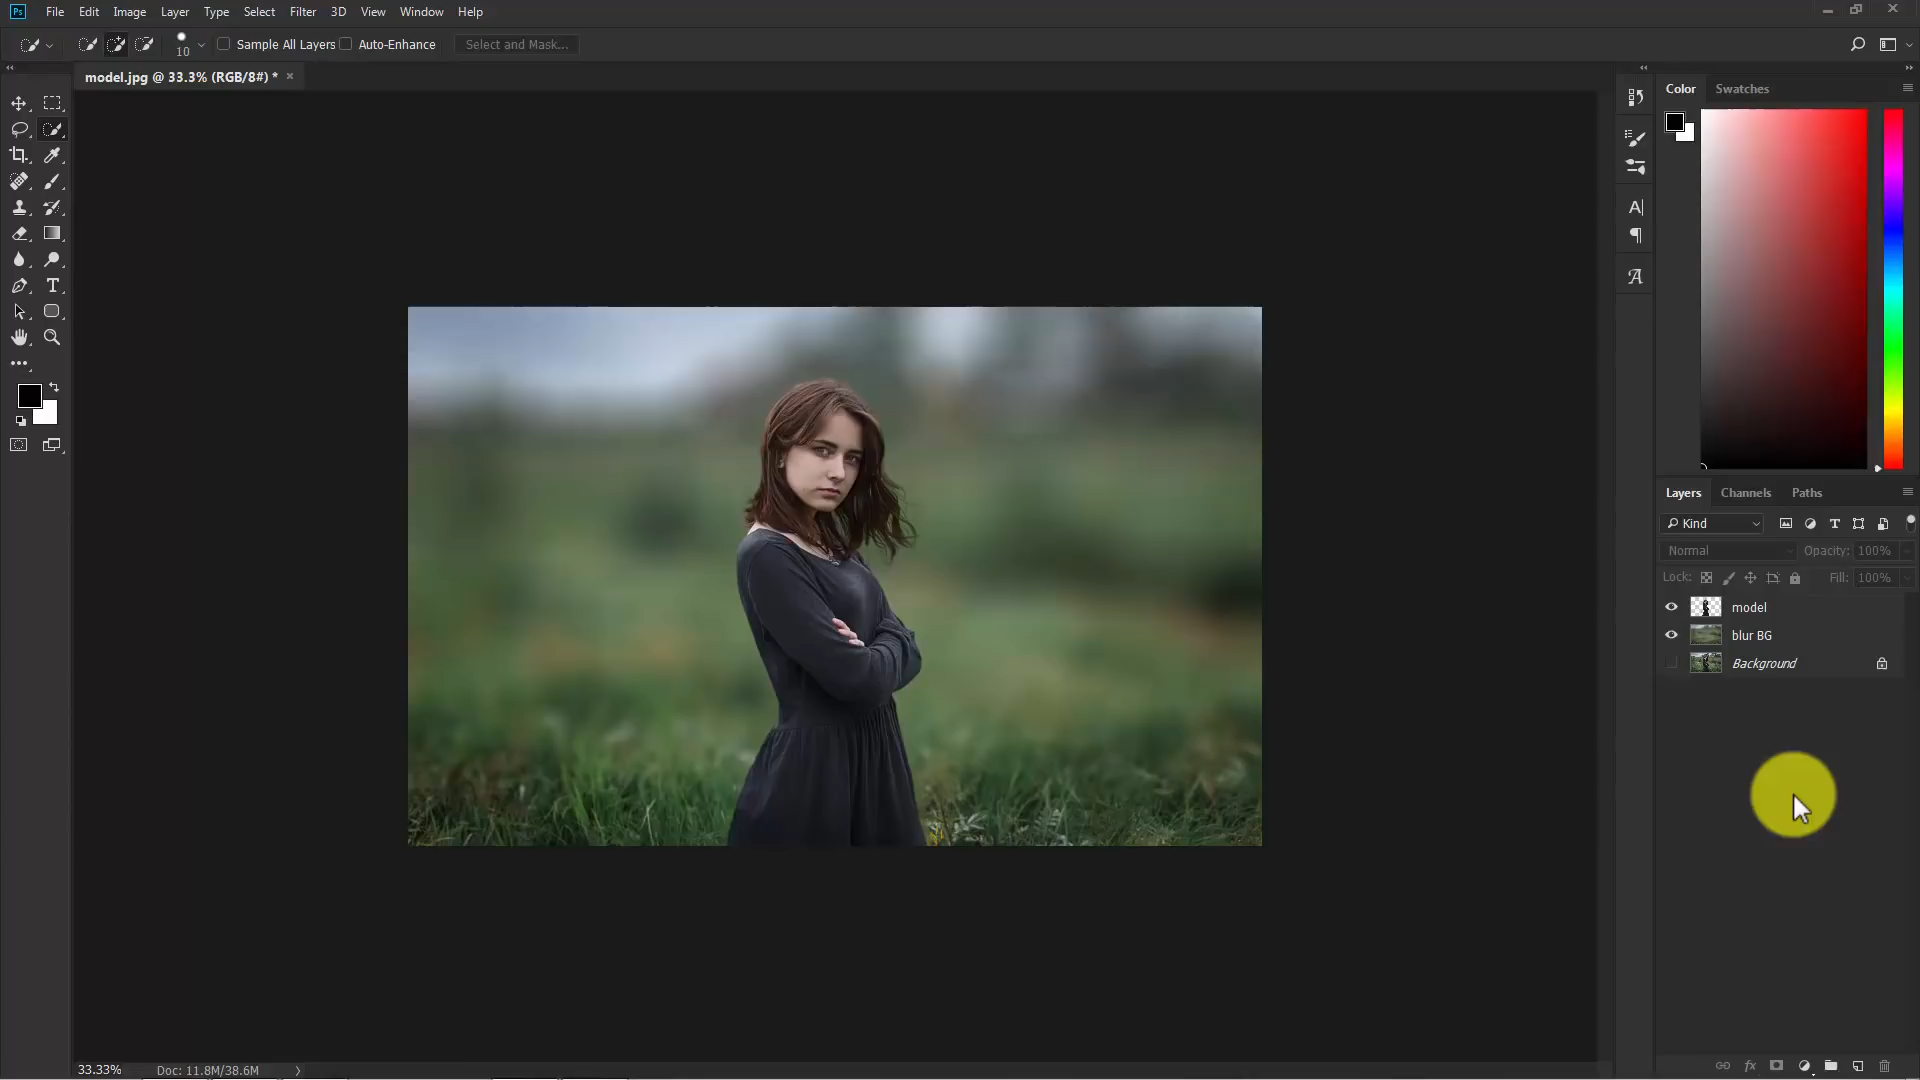 Ps File Edit Image Layer Type Select Filter 3D View Window Help
10 Sample All Layers Auto-Enhance Select and Mask...
model.jpg @ 33.3% (RGB/8#) * ×
Color Swatches
Layers Channels Paths
Kind
Normal Opacity: 100%
Lock: Fill: 100%
model
blur BG
Background
fx
33.33% Doc: 11.8M/38.6M